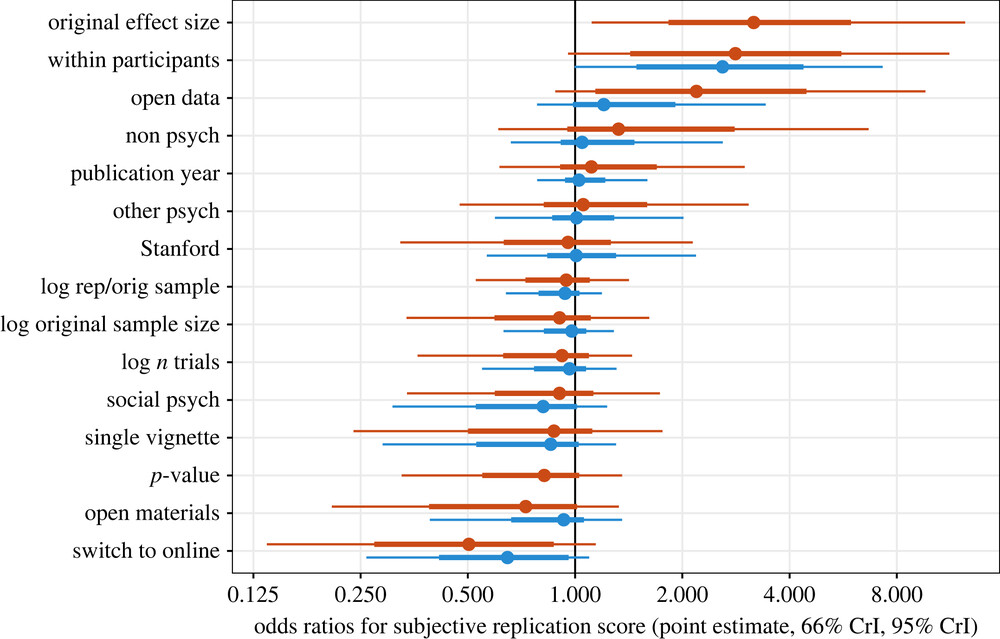 original effect size
within participants
open data
non psych
publication year
other psych
Stanford
log rep/orig sample
log original sample size
log n trials
social psych
single vignette
p-value
open materials
switch to online
0.125 0.250 0.500 1.000 2.000 4.000 8.000
odds ratios for subjective replication score (point estimate, 66% CrI, 95% CrI)